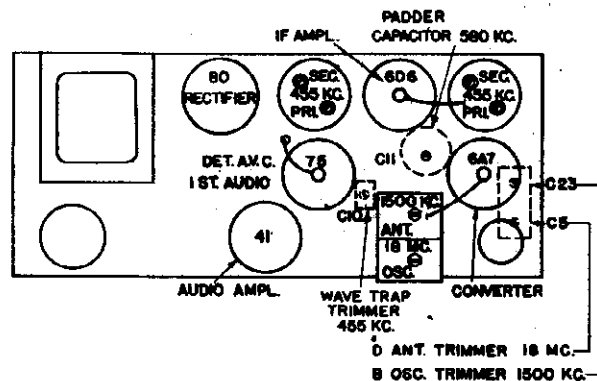 PADDER
CAPACITOR 580 KC.
IF AMPL.
80
RECTIFIER
SEC.
455 KC.
PRI.
6D6
SEC.
455 KC.
PRI.
DET. A.V.C.
1 ST. AUDIO
75
C11
6A7
C23
C5
C10
1500 KC.
ANT.
18 MC.
OSC.
41
AUDIO AMPL.
WAVE TRAP
TRIMMER
455 KC.
CONVERTER
D ANT. TRIMMER 18 MC.
B OSC. TRIMMER 1500 KC.